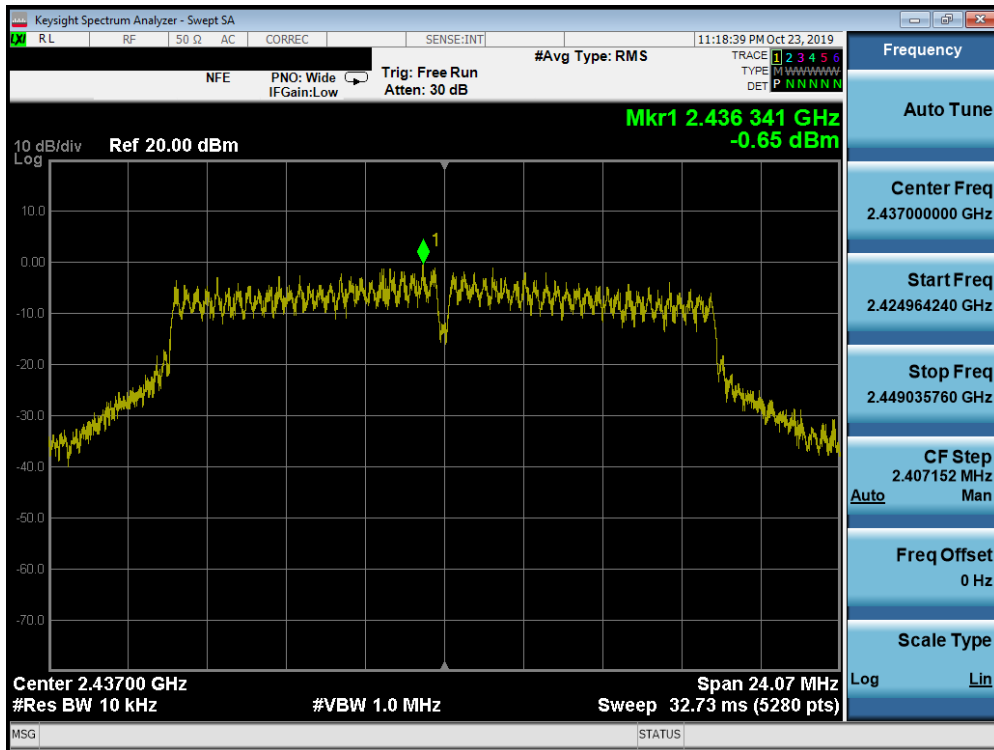 Keysight Spectrum Analyzer - Swept SA
LXI RL RF 50 Ω AC CORREC SENSE:INT 11:18:39 PM Oct 23, 2019
#Avg Type: RMS
TRACE 1 2 3 4 5 6
TYPE M W W W W W
DET P N N N N N
NFE
PNO: Wide
IFGain:Low
Trig: Free Run
Atten: 30 dB
Mkr1 2.436 341 GHz
-0.65 dBm
10 dB/div
Log
Ref 20.00 dBm
1
10.0
0.00
-10.0
-20.0
-30.0
-40.0
-50.0
-60.0
-70.0
Center 2.43700 GHz
Span 24.07 MHz
#Res BW 10 kHz
#VBW 1.0 MHz
Sweep 32.73 ms (5280 pts)
MSG
STATUS
Frequency
Auto Tune
Center Freq
2.437000000 GHz
Start Freq
2.424964240 GHz
Stop Freq
2.449035760 GHz
CF Step
2.407152 MHz
Auto Man
Freq Offset
0 Hz
Scale Type
Log Lin